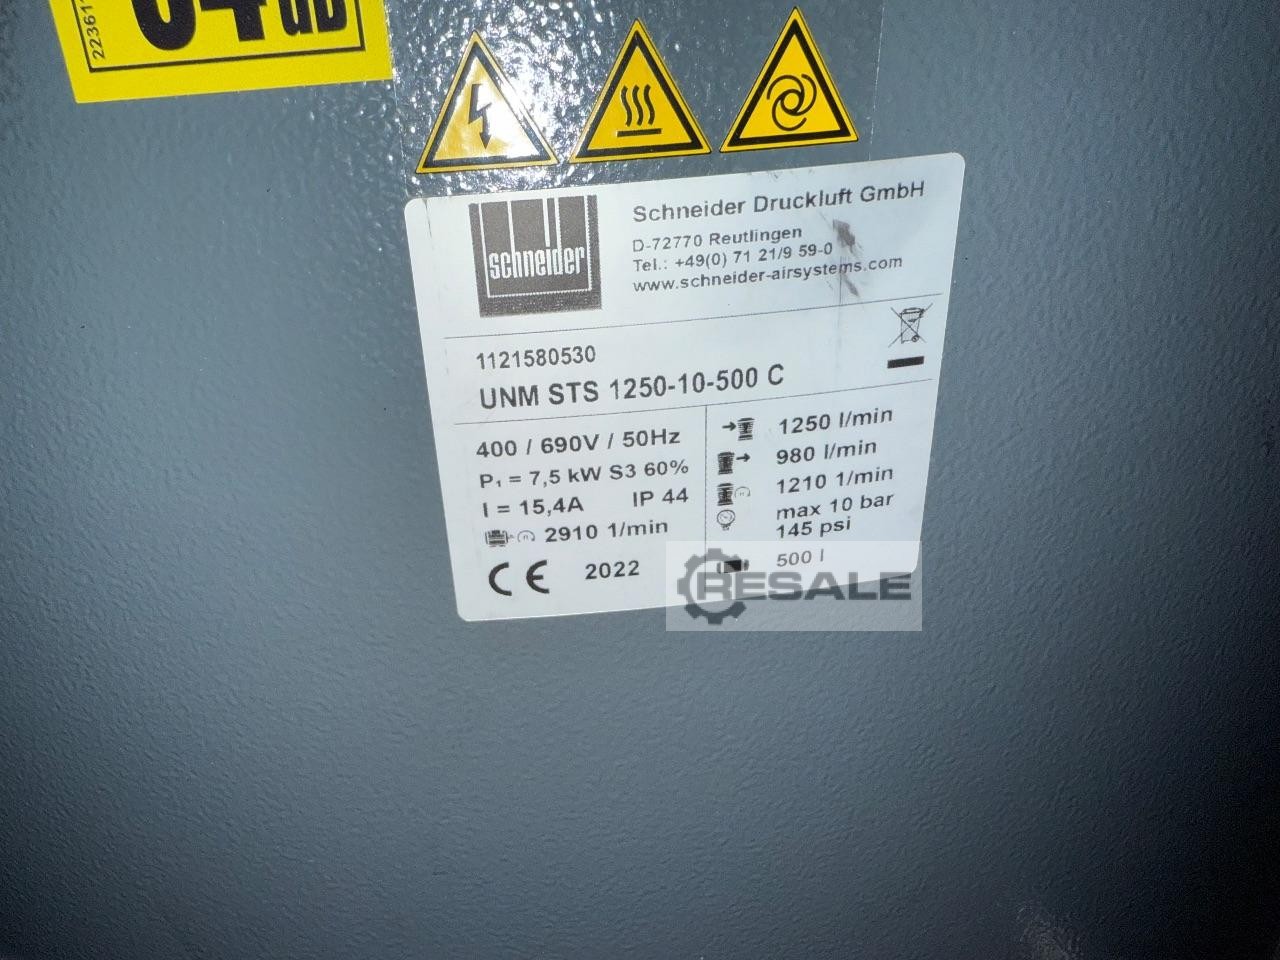 dB
schneider
Schneider Druckluft GmbH
D-72770 Reutlingen
Tel.: +49(0) 71 21/9 59-0
www.schneider-airsystems.com
1121580530
UNM STS 1250-10-500 C
400 / 690V / 50Hz
P₁ = 7,5 kW S3 60%
I = 15,4A IP 44
2910 1/min
CE 2022
1250 l/min
980 l/min
1210 1/min
max 10 bar
145 psi
500 l
RESALE